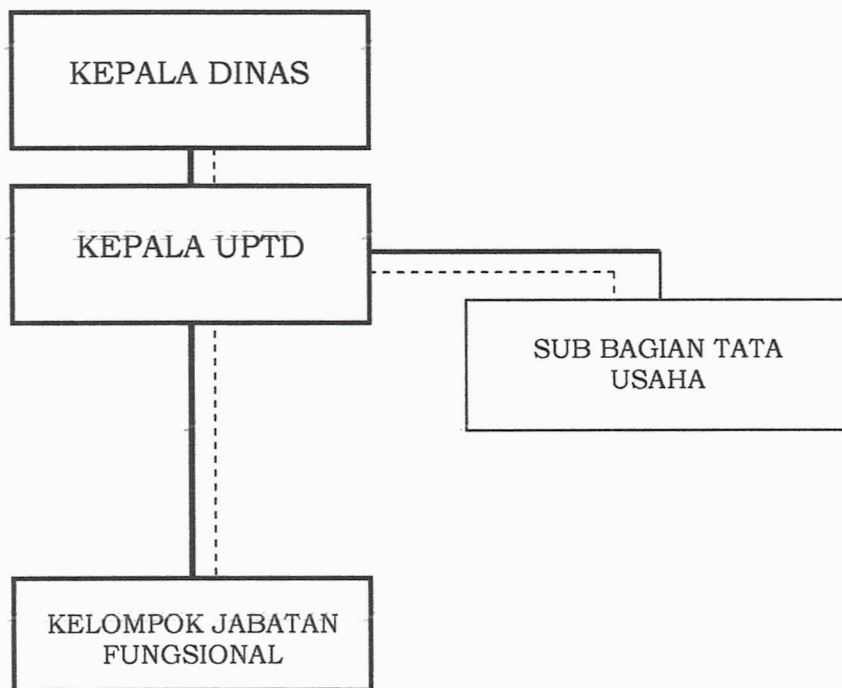 KEPALA DINAS
KEPALA UPTD
SUB BAGIAN TATA
USAHA
KELOMPOK JABATAN
FUNGSIONAL